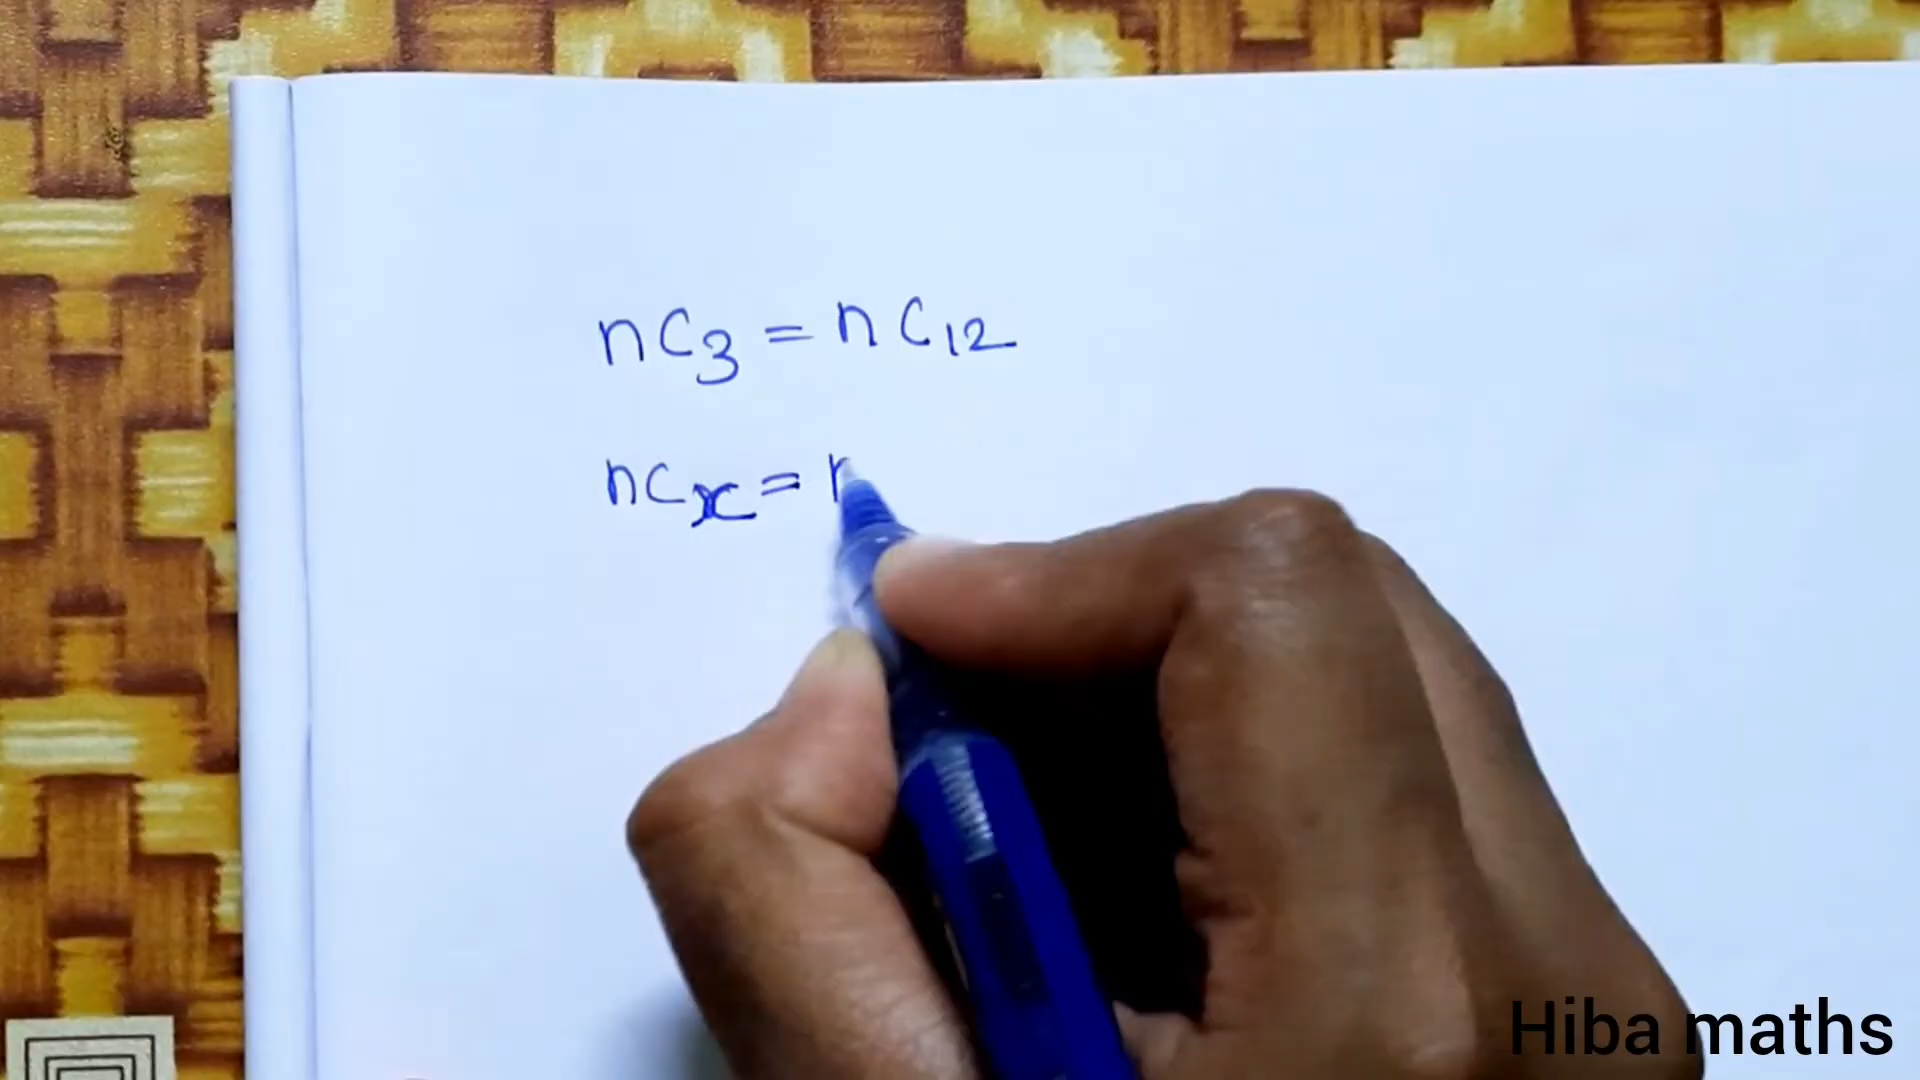 nC3 = nC12
nCx = n
Hiba maths